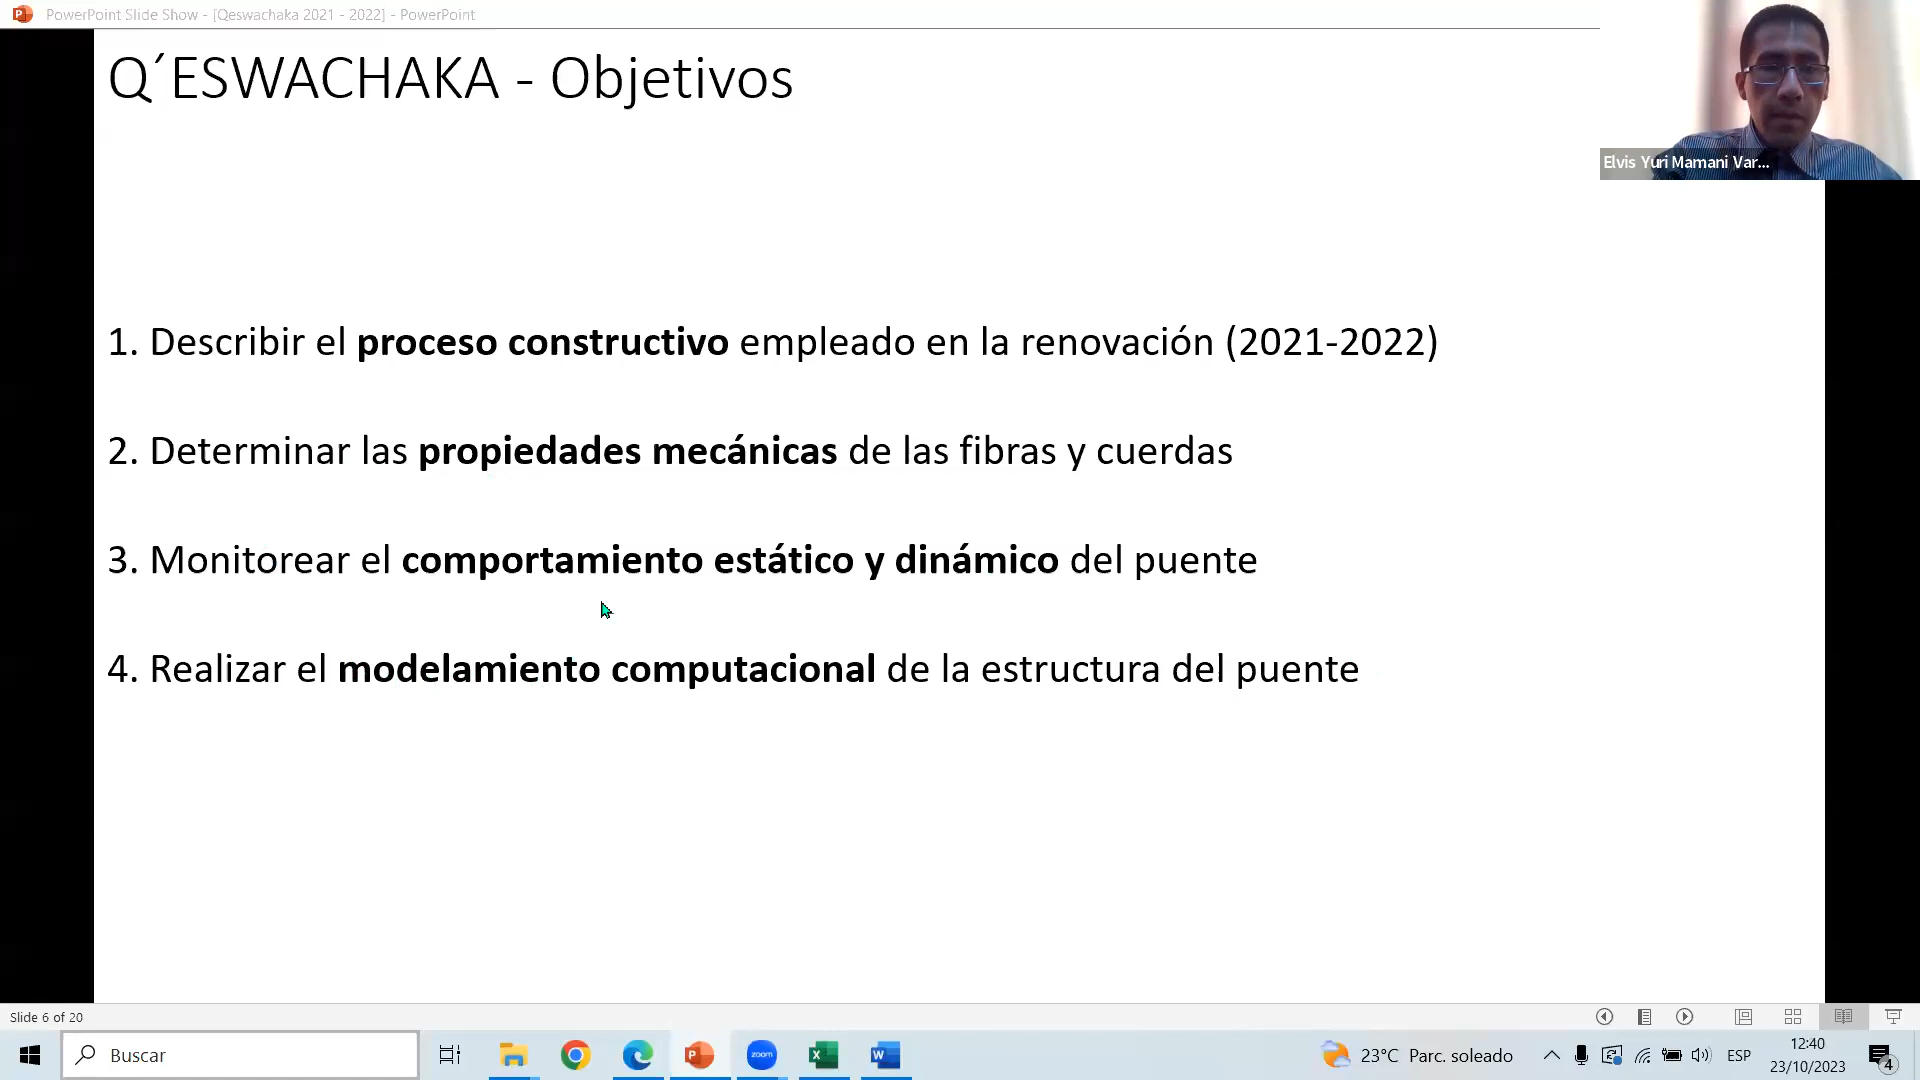 PowerPoint Slide Show - [Qeswachaka 2021 - 2022] - PowerPoint
Q´ESWACHAKA - Objetivos
Elvis Yuri Mamani Var...
1. Describir el proceso constructivo empleado en la renovación (2021-2022)
2. Determinar las propiedades mecánicas de las fibras y cuerdas
3. Monitorear el comportamiento estático y dinámico del puente
4. Realizar el modelamiento computacional de la estructura del puente
Slide 6 of 20
Buscar
zoom
23°C Parc. soleado
ESP
12:40
23/10/2023
4